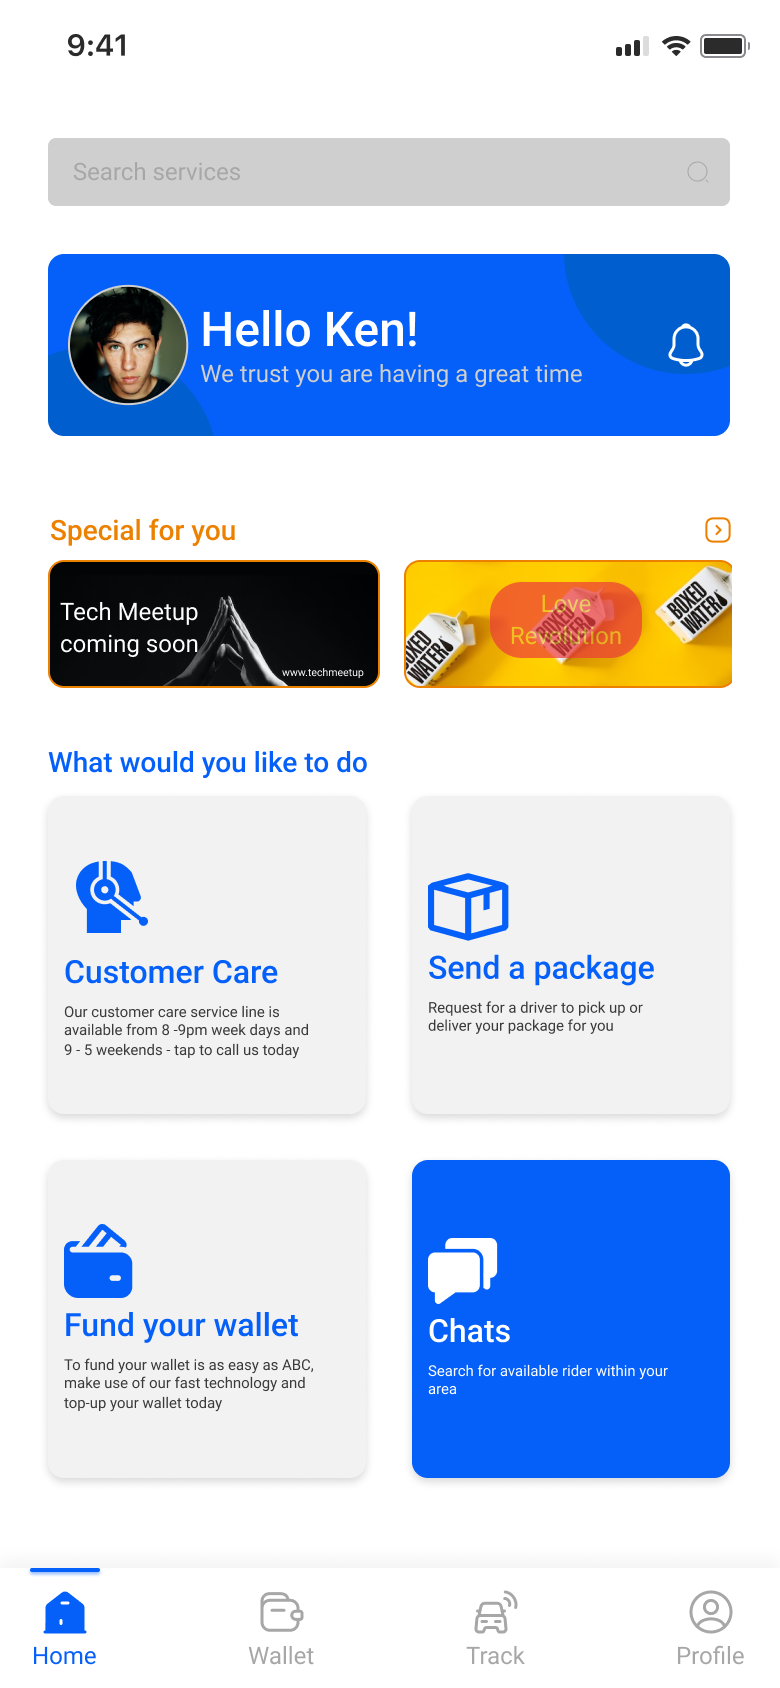 9:41
Search services
Hello Ken!
We trust you are having a great time
Special for you
Tech Meetup
coming soon
www.techmeetup
BOXED
WATER
Love
Revolution
BOXED
WATER
BOXED
WATER
What would you like to do
Customer Care
Our customer care service line is
available from 8 -9pm week days and
9 - 5 weekends - tap to call us today
Send a package
Request for a driver to pick up or
deliver your package for you
Fund your wallet
To fund your wallet is as easy as ABC,
make use of our fast technology and
top-up your wallet today
Chats
Search for available rider within your
area
Home
Wallet
Track
Profile